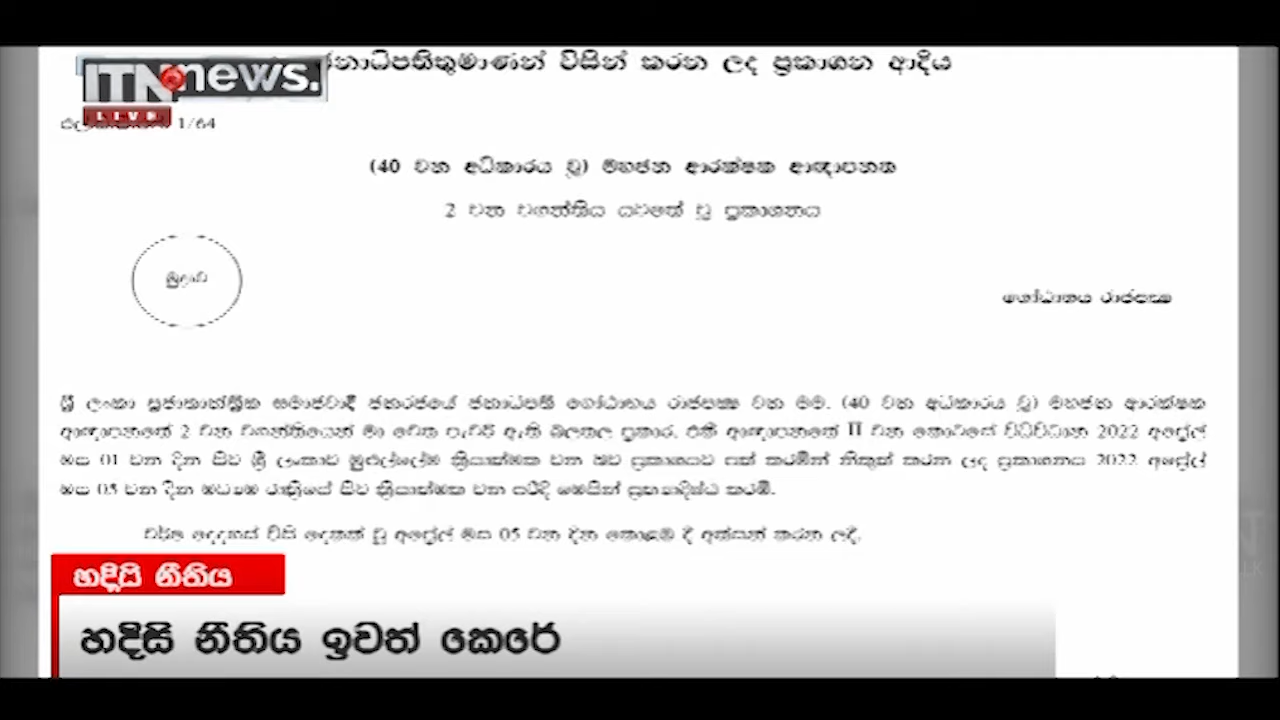 ITN news.
LIVE
ජනාධිපතිතුමාණන් විසින් කරන ලද ප්‍රකාශන ආදිය
1/64
(40 වන අධිකාරය වූ) මහජන ආරක්ෂක ආඥාපනත
2 වන වගන්තිය යටතේ වූ ප්‍රකාශනය
මුද්‍රාව
ගෝඨාභය රාජපක්ෂ
ශ්‍රී ලංකා ප්‍රජාතාන්ත්‍රික සමාජවාදී ජනරජයේ ජනාධිපති ගෝඨාභය රාජපක්ෂ වන මම, (40 වන අධිකාරය වූ) මහජන ආරක්ෂක
ආඥාපනතේ 2 වන වගන්තියෙන් මා වෙත පැවරී ඇති බලතල ප්‍රකාර, එකී ආඥාපනතේ II වන කොටසේ විධිවිධාන 2022 අප්‍රේල්
මස 01 වන දින සිට ශ්‍රී ලංකාව මුළුල්ලේම ක්‍රියාත්මක වන බව ප්‍රකාශයට පත් කරමින් නිකුත් කරන ලද ප්‍රකාශනය 2022 අප්‍රේල්
මස 05 වන දින මධ්‍යම රාත්‍රියේ සිට ක්‍රියාත්මක වන පරිදි මෙයින් ප්‍රත්‍යාදිෂ්ඨ කරමි.
වර්ෂ දෙදහස් විසි දෙකක් වූ අප්‍රේල් මස 05 වන දින කොළඹ දී අත්සන් කරන ලදී.
හදිසි නීතිය
හදිසි නීතිය ඉවත් කෙරේ